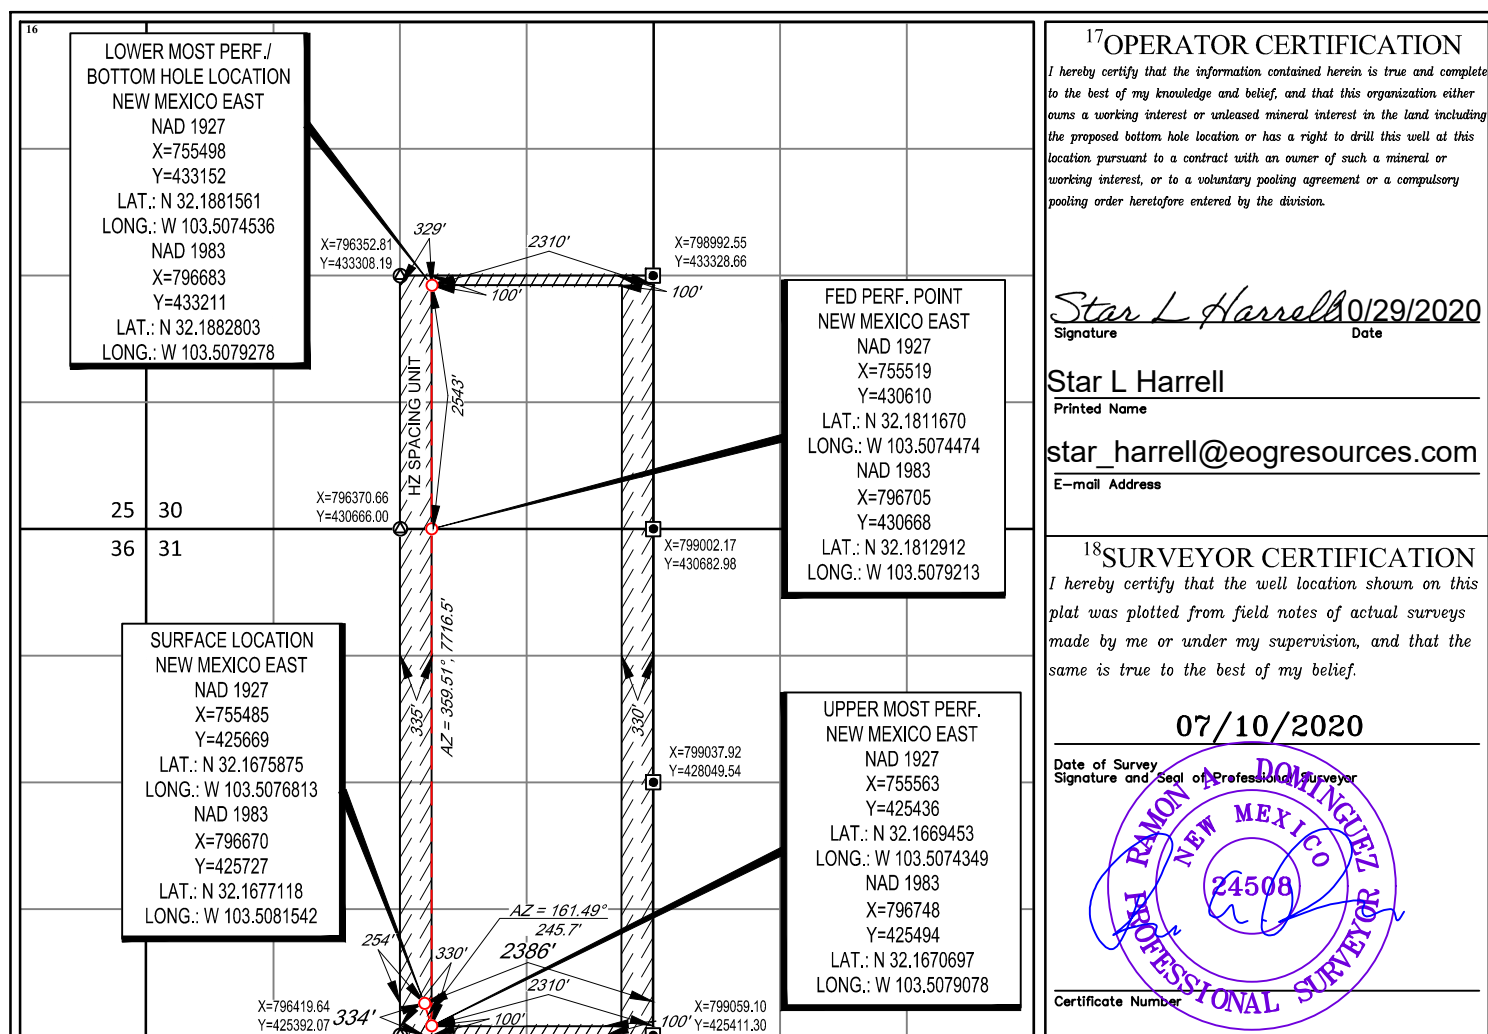 16
LOWER MOST PERF./
BOTTOM HOLE LOCATION
NEW MEXICO EAST
NAD 1927
X=755498
Y=433152
LAT.: N 32.1881561
LONG.: W 103.5074536
NAD 1983
X=796683
Y=433211
LAT.: N 32.1882803
LONG.: W 103.5079278
X=796352.81
Y=433308.19
329'
2310'
X=798992.55
Y=433328.66
100'
100'
FED PERF. POINT
NEW MEXICO EAST
NAD 1927
X=755519
Y=430610
LAT.: N 32.1811670
LONG.: W 103.5074474
NAD 1983
X=796705
Y=430668
LAT.: N 32.1812912
LONG.: W 103.5079213
HZ SPACING UNIT
2543'
X=796370.66
Y=430666.00
25 30
36 31
X=799002.17
Y=430682.98
SURFACE LOCATION
NEW MEXICO EAST
NAD 1927
X=755485
Y=425669
LAT.: N 32.1675875
LONG.: W 103.5076813
NAD 1983
X=796670
Y=425727
LAT.: N 32.1677118
LONG.: W 103.5081542
335'
AZ = 359.51°, 7716.5'
330'
X=799037.92
Y=428049.54
UPPER MOST PERF.
NEW MEXICO EAST
NAD 1927
X=755563
Y=425436
LAT.: N 32.1669453
LONG.: W 103.5074349
NAD 1983
X=796748
Y=425494
LAT.: N 32.1670697
LONG.: W 103.5079078
AZ = 161.49°
245.7'
254'
330'
2386'
2310'
X=796419.64
Y=425392.07
334'
100'
100'
X=799059.10
Y=425411.30
17OPERATOR CERTIFICATION
I hereby certify that the information contained herein is true and complete
to the best of my knowledge and belief, and that this organization either
owns a working interest or unleased mineral interest in the land including
the proposed bottom hole location or has a right to drill this well at this
location pursuant to a contract with an owner of such a mineral or
working interest, or to a voluntary pooling agreement or a compulsory
pooling order heretofore entered by the division.
Star L Harrell 10/29/2020
Signature Date
Star L Harrell
Printed Name
star_harrell@eogresources.com
E-mail Address
18SURVEYOR CERTIFICATION
I hereby certify that the well location shown on this
plat was plotted from field notes of actual surveys
made by me or under my supervision, and that the
same is true to the best of my belief.
07/10/2020
Date of Survey
Signature and Seal of Professional Surveyor
RAMON A. DOMINGUEZ
NEW MEXICO
24508
PROFESSIONAL SURVEYOR
Certificate Number